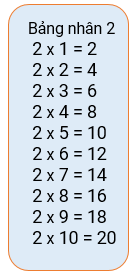 Bảng nhân 2
2 x 1 = 2
2 x 2 = 4
2 x 3 = 6
2 x 4 = 8
2 x 5 = 10
2 x 6 = 12
2 x 7 = 14
2 x 8 = 16
2 x 9 = 18
2 x 10 = 20